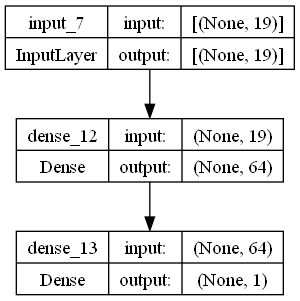 input_7 input: [(None, 19)]
InputLayer output: [(None, 19)]
dense_12 input: (None, 19)
Dense output: (None, 64)
dense_13 input: (None, 64)
Dense output: (None, 1)